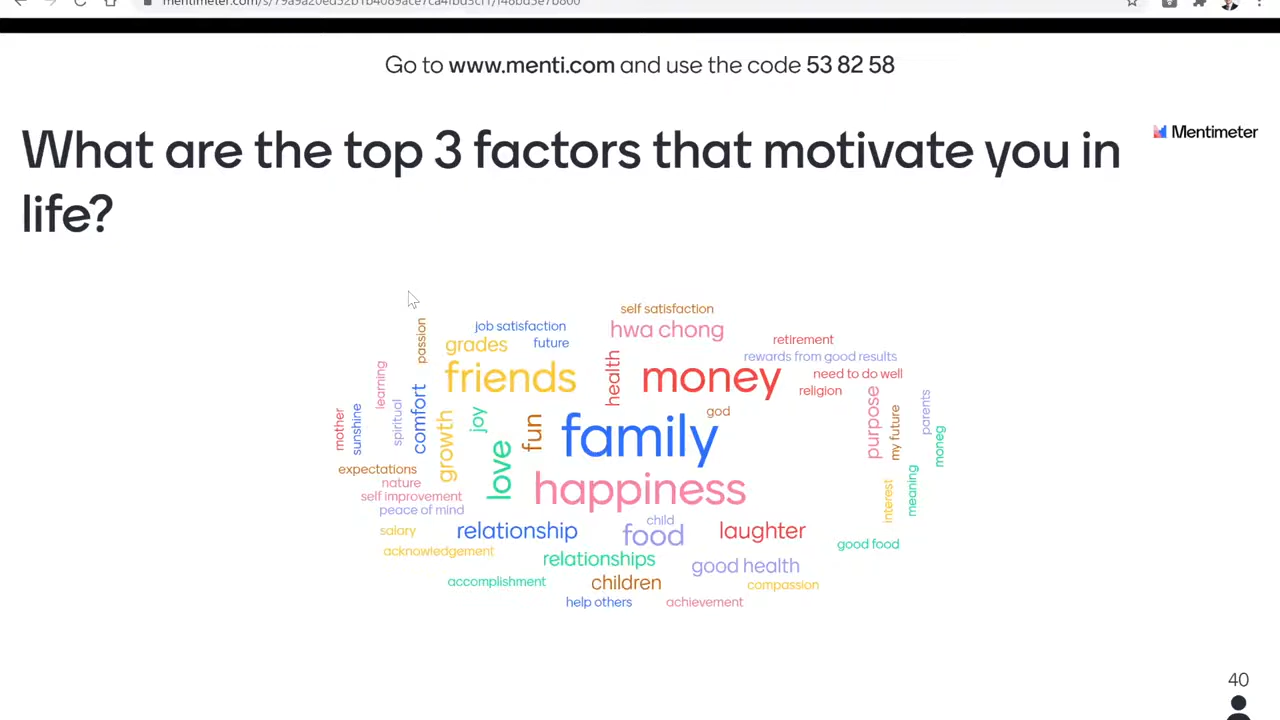 mentimeter.com/s/
Go to www.menti.com and use the code 53 82 58
Mentimeter
What are the top 3 factors that motivate you in
life?
self satisfaction
job satisfaction
hwa chong
passion
grades
future
retirement
rewards from good results
learning
friends
health
money
need to do well
religion
mother
sunshine
spiritual
comfort
growth
joy
fun
god
family
purpose
my future
parents
moneg
love
expectations
nature
self improvement
peace of mind
happiness
interest
meaning
salary
relationship
child
food
laughter
good food
acknowledgement
relationships
good health
accomplishment
children
compassion
help others
achievement
40